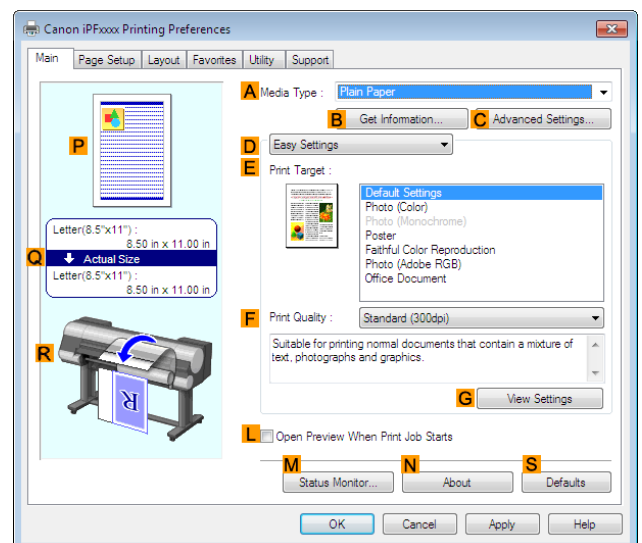 Canon iPFxxxx Printing Preferences
Main Page Setup Layout Favorites Utility Support
A Media Type : Plain Paper
B Get Information... C Advanced Settings...
P
D Easy Settings
E Print Target :
Default Settings
Photo (Color)
Photo (Monochrome)
Poster
Faithful Color Reproduction
Photo (Adobe RGB)
Office Document
Letter(8.5"x11") :
8.50 in x 11.00 in
Q Actual Size
Letter(8.5"x11") :
8.50 in x 11.00 in
F Print Quality : Standard (300dpi)
Suitable for printing normal documents that contain a mixture of
text, photographs and graphics.
R
R
G View Settings
L Open Preview When Print Job Starts
M N S
Status Monitor... About Defaults
OK Cancel Apply Help